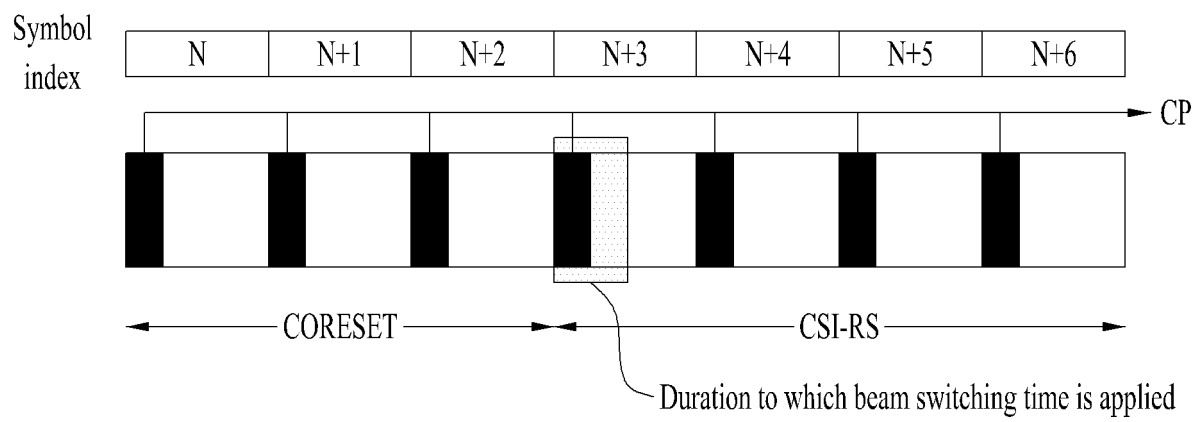 Symbol
index
N N+1 N+2 N+3 N+4 N+5 N+6
CP
CORESET CSI-RS
Duration to which beam switching time is applied